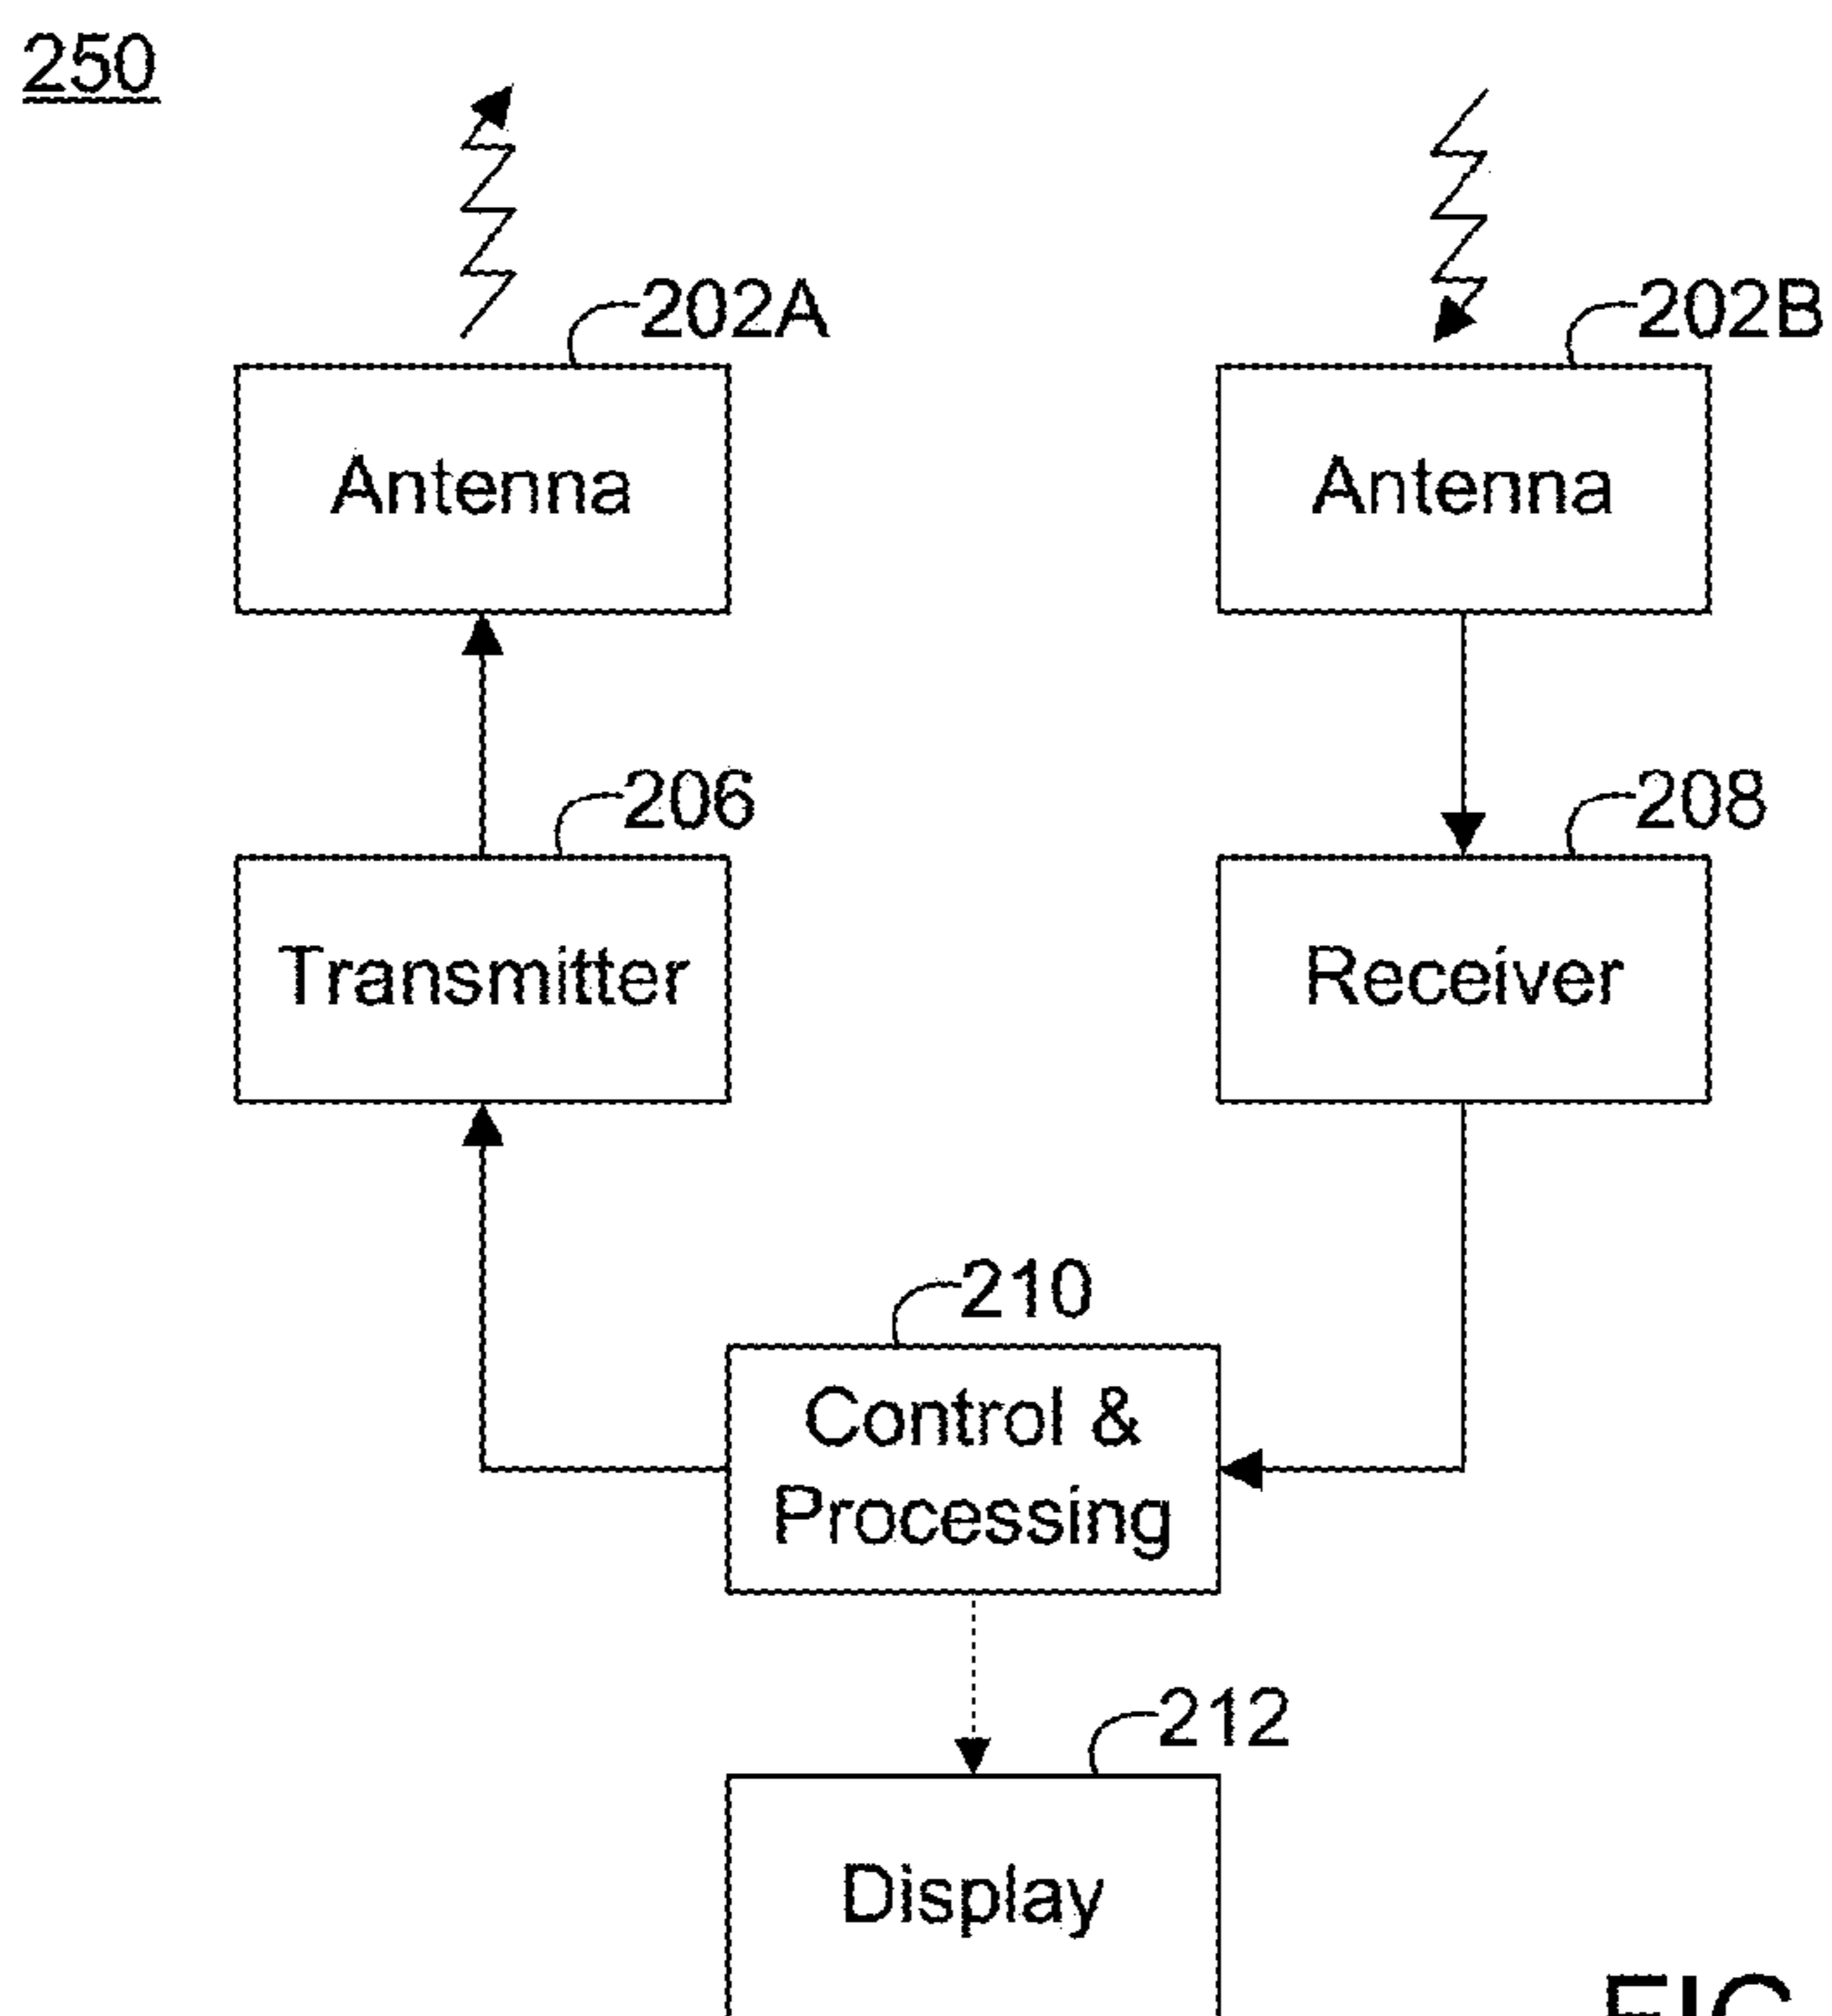 250
202A
202B
Antenna
Antenna
206
208
Transmitter
Receiver
210
Control &
Processing
212
Display